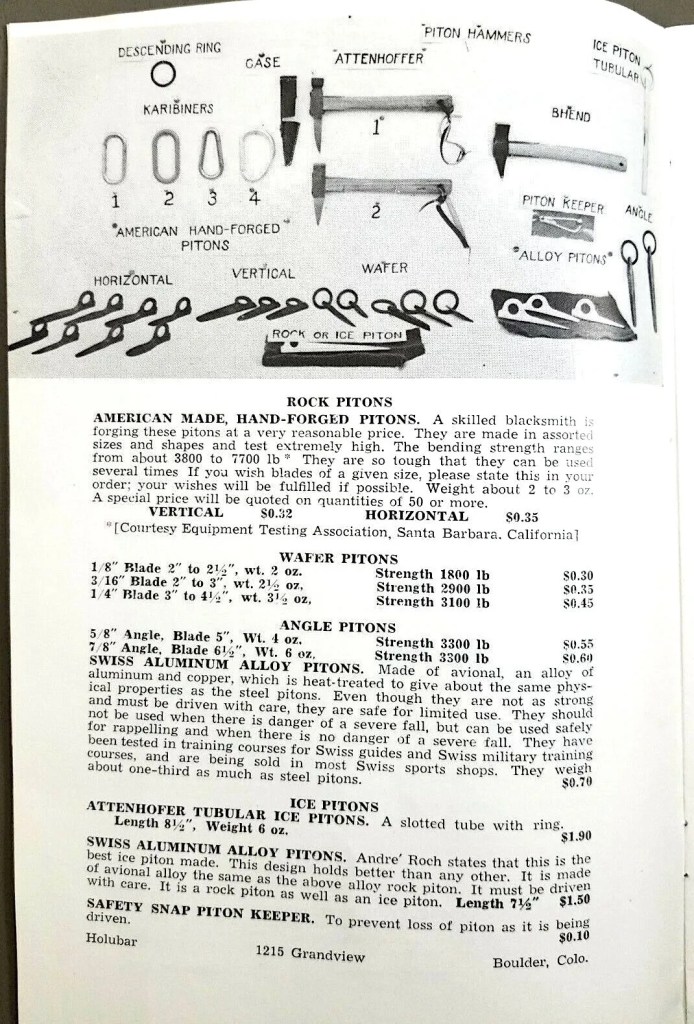 DESCENDING RING
CASE
"ATTENHOFFER"
PITON HAMMERS
ICE PITON
TUBULAR
KARIBINERS
1
2
3
4
1
2
BHEND
PITON KEEPER
ANGLE
"AMERICAN HAND-FORGED"
PITONS
"ALLOY PITONS"
HORIZONTAL
VERTICAL
WAFER
ROCK OR ICE PITON
ROCK PITONS
AMERICAN MADE, HAND-FORGED PITONS. A skilled blacksmith is
forging these pitons at a very reasonable price. They are made in assorted
sizes and shapes and test extremely high. The bending strength ranges
from about 3800 to 7700 lb * They are so tough that they can be used
several times If you wish blades of a given size, please state this in your
order; your wishes will be fulfilled if possible. Weight about 2 to 3 oz.
A special price will be quoted on quantities of 50 or more.
VERTICAL $0.32 HORIZONTAL $0.35
*[Courtesy Equipment Testing Association, Santa Barbara. California]
WAFER PITONS
1/8" Blade 2" to 2½", wt. 2 oz. Strength 1800 lb $0.30
3/16" Blade 2" to 3", wt. 2½ oz, Strength 2900 lb $0.35
1/4" Blade 3" to 4½", wt. 3½ oz, Strength 3100 lb $0.45
ANGLE PITONS
5/8" Angle, Blade 5", Wt. 4 oz. Strength 3300 lb $0.55
7/8" Angle, Blade 6½", Wt. 6 oz. Strength 3300 lb $0.60
SWISS ALUMINUM ALLOY PITONS. Made of avional, an alloy of
aluminum and copper, which is heat-treated to give about the same phys-
ical properties as the steel pitons. Even though they are not as strong
and must be driven with care, they are safe for limited use. They should
not be used when there is danger of a severe fall, but can be used safely
for rappelling and when there is no danger of a severe fall. They have
been tested in training courses for Swiss guides and Swiss military training
courses, and are being sold in most Swiss sports shops. They weigh
about one-third as much as steel pitons. $0.70
ICE PITONS
ATTENHOFER TUBULAR ICE PITONS. A slotted tube with ring.
Length 8½", Weight 6 oz. $1.90
SWISS ALUMINUM ALLOY PITONS. Andre' Roch states that this is the
best ice piton made. This design holds better than any other. It is made
of avional alloy the same as the above alloy rock piton. It must be driven
with care. It is a rock piton as well as an ice piton. Length 7½" $1.50
SAFETY SNAP PITON KEEPER. To prevent loss of piton as it is being
driven. $0.10
Holubar 1215 Grandview Boulder, Colo.